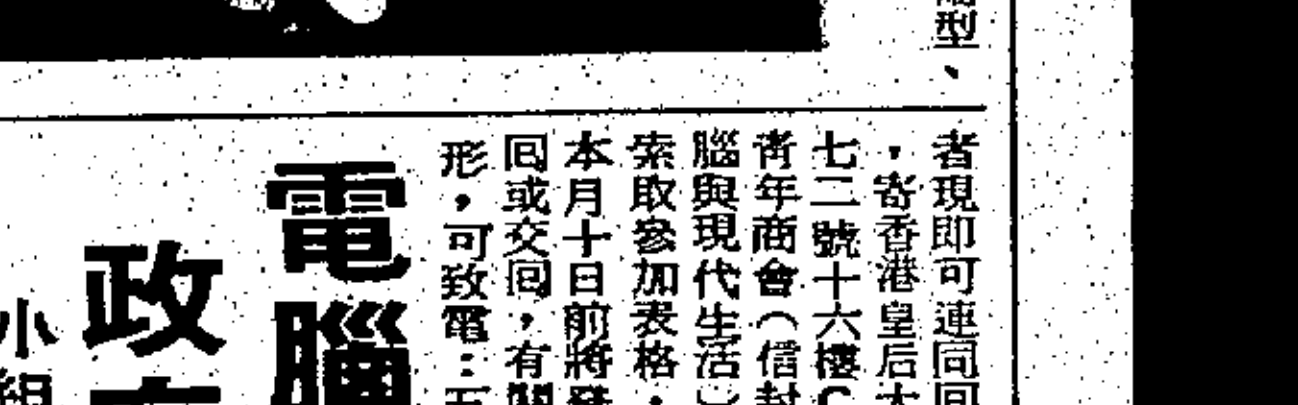 型、
者現即可連同回
，寄香港皇后大
七二號十六樓C
青年商會（信封
腦與現代生活）
索取參加表格，
本月十日前將
回或交回，有關
形，可致電：五
電腦
政
小組